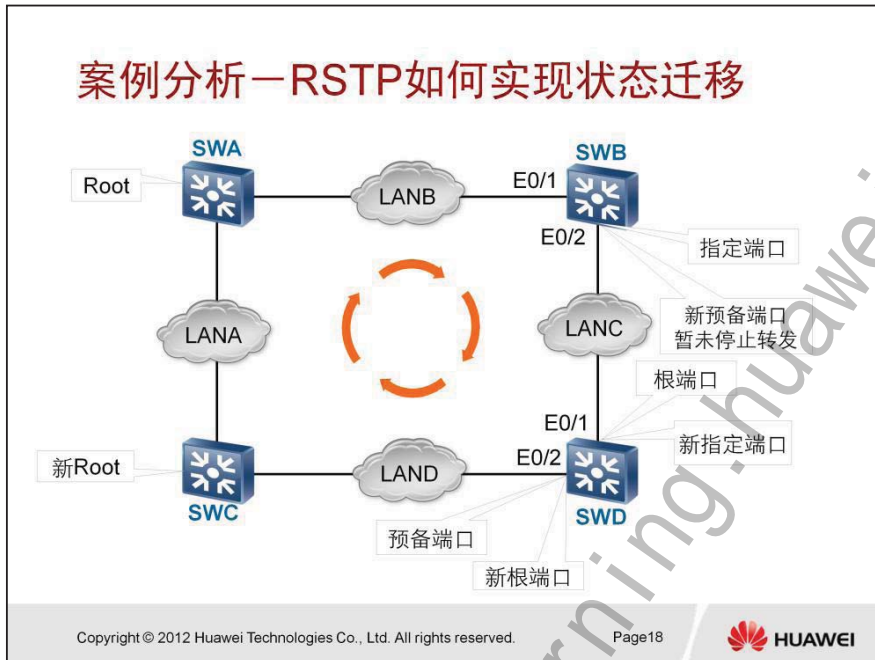 案例分析－RSTP如何实现状态迁移
SWA
SWB
Root
LANB
E0/1
E0/2
指定端口
新预备端口
暂未停止转发
LANA
LANC
根端口
E0/1
新指定端口
新Root
LAND
E0/2
SWC
SWD
预备端口
新根端口
Copyright © 2012 Huawei Technologies Co., Ltd. All rights reserved.
Page18
HUAWEI
rning.huawei.